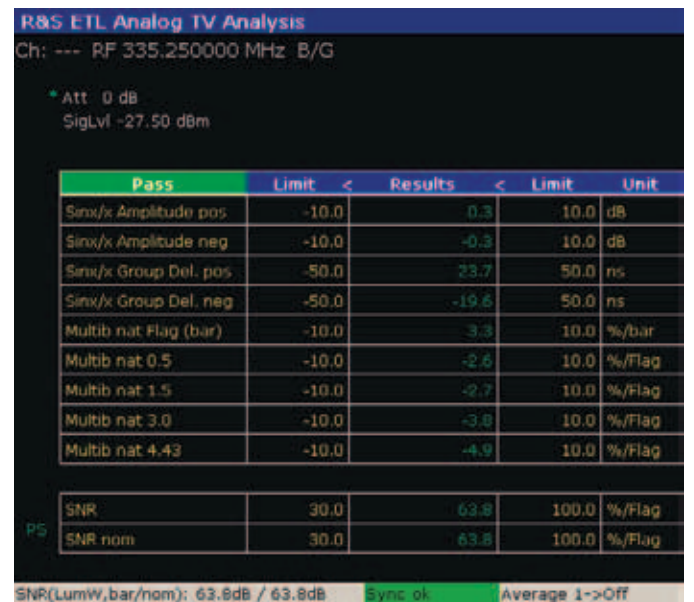 R&S ETL Analog TV Analysis
Ch: --- RF 335.250000 MHz B/G
* Att 0 dB
SigLvl -27.50 dBm
Pass Limit < Results < Limit Unit
Sinx/x Amplitude pos -10.0 0.3 10.0 dB
Sinx/x Amplitude neg -10.0 -0.3 10.0 dB
Sinx/x Group Del. pos -50.0 23.7 50.0 ns
Sinx/x Group Del. neg -50.0 -19.6 50.0 ns
Multib nat Flag (bar) -10.0 3.3 10.0 %/bar
Multib nat 0.5 -10.0 -2.6 10.0 %/Flag
Multib nat 1.5 -10.0 -2.7 10.0 %/Flag
Multib nat 3.0 -10.0 -3.8 10.0 %/Flag
Multib nat 4.43 -10.0 -4.9 10.0 %/Flag
SNR 30.0 63.8 100.0 %/Flag
PS
SNR nom 30.0 63.8 100.0 %/Flag
SNR(LumW,bar/nom): 63.8dB / 63.8dB Sync ok Average 1->Off